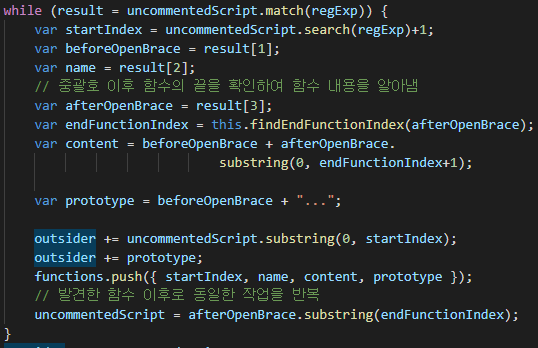 while (result = uncommentedScript.match(regExp)) {
var startIndex = uncommentedScript.search(regExp)+1;
var beforeOpenBrace = result[1];
var name = result[2];
// 중괄호 이후 함수의 끝을 확인하여 함수 내용을 알아냄
var afterOpenBrace = result[3];
var endFunctionIndex = this.findEndFunctionIndex(afterOpenBrace);
var content = beforeOpenBrace + afterOpenBrace.
substring(0, endFunctionIndex+1);
var prototype = beforeOpenBrace + "...";
outsider += uncommentedScript.substring(0, startIndex);
outsider += prototype;
functions.push({ startIndex, name, content, prototype });
// 발견한 함수 이후로 동일한 작업을 반복
uncommentedScript = afterOpenBrace.substring(endFunctionIndex);
}